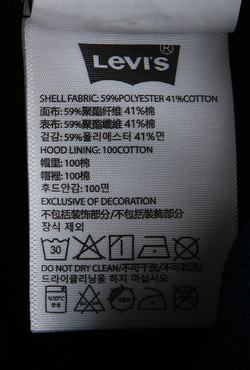 Levi's®
SHELL FABRIC: 59%POLYESTER 41%COTTON
面布: 59%聚酯纤维 41%棉
表布: 59%聚酯纖維 41%棉
겉감: 59%폴리에스터 41%면
HOOD LINING: 100COTTON
帽里: 100棉
帽裡: 100棉
후드안감: 100면
EXCLUSIVE OF DECORATION
不包括装饰部分/不包括裝飾部分
장식 제외
30
DO NOT DRY CLEAN/不可干洗/不可乾洗/
드라이클리닝을 하지 마십시오